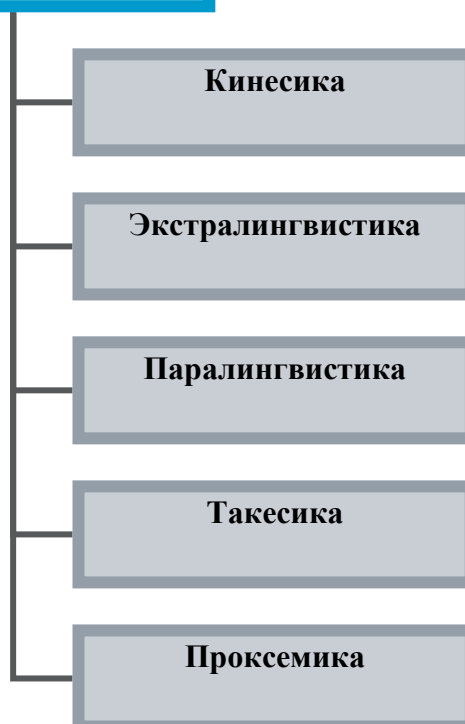 Кинесика
Экстралингвистика
Паралингвистика
Такесика
Проксемика